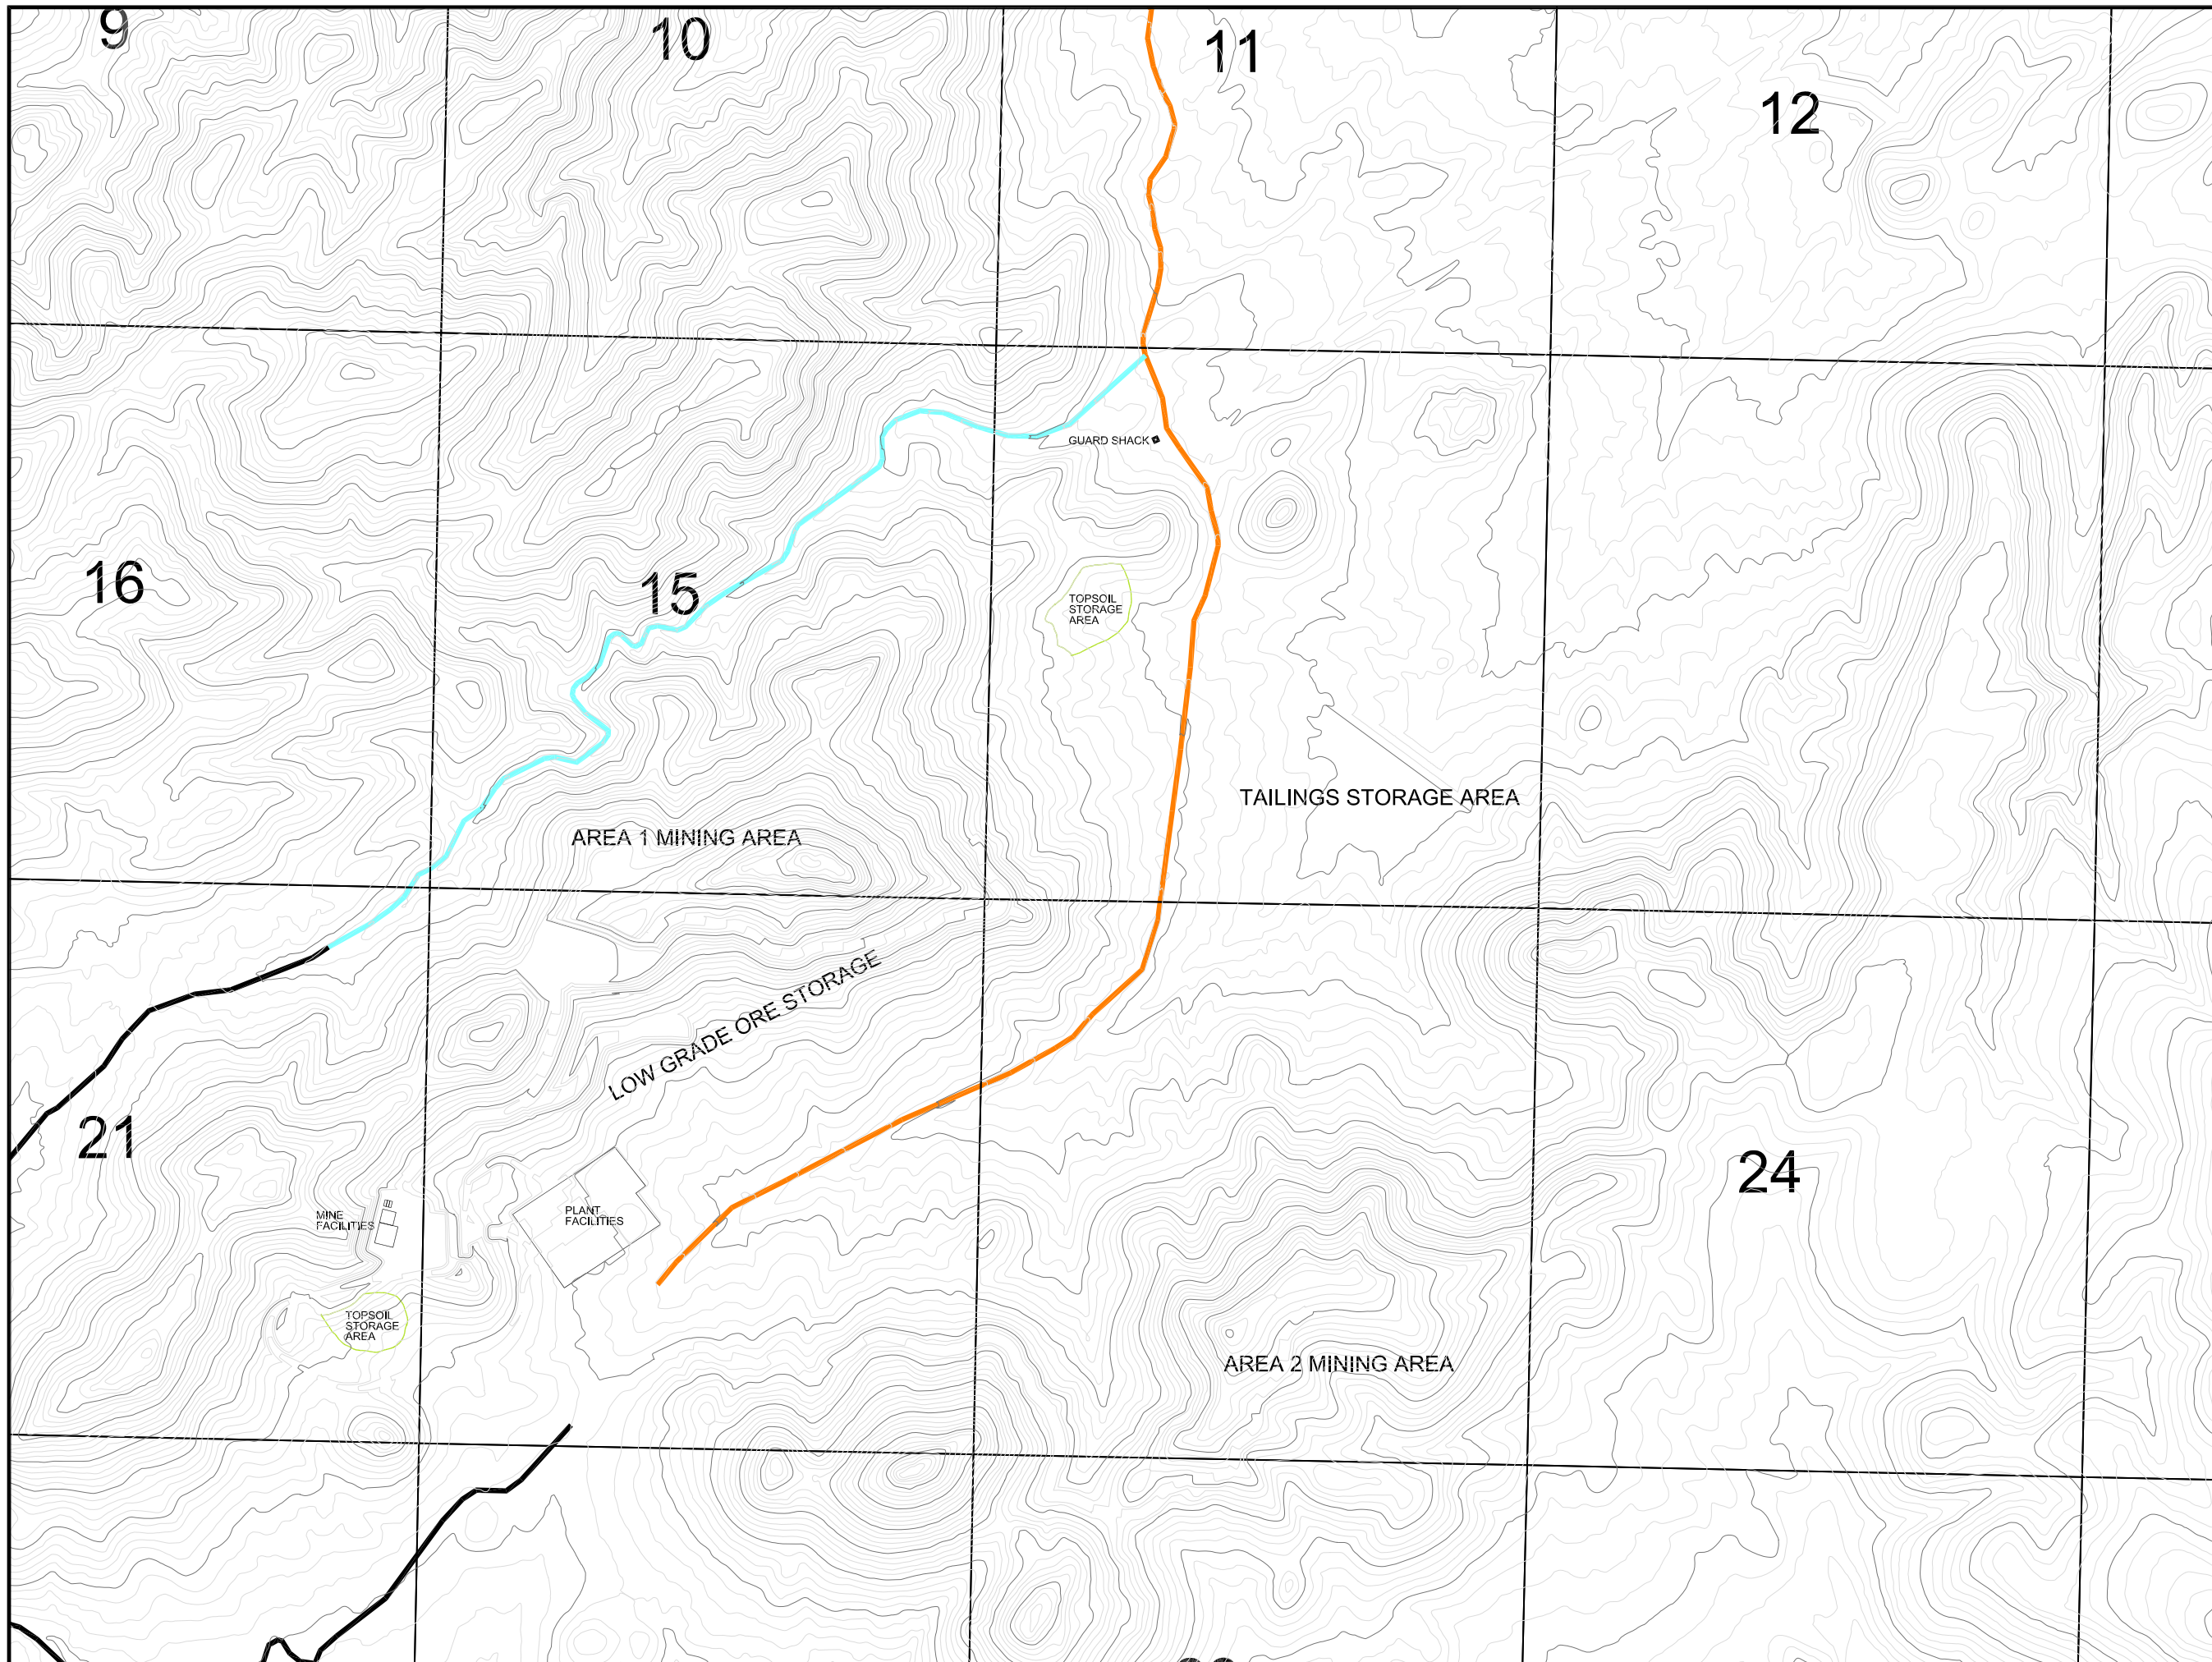 9
10
11
12
16
15
GUARD SHACK
TOPSOIL
STORAGE
AREA
TAILINGS STORAGE AREA
AREA 1 MINING AREA
LOW GRADE ORE STORAGE
21
24
MINE
FACILITIES
PLANT
FACILITIES
TOPSOIL
STORAGE
AREA
AREA 2 MINING AREA